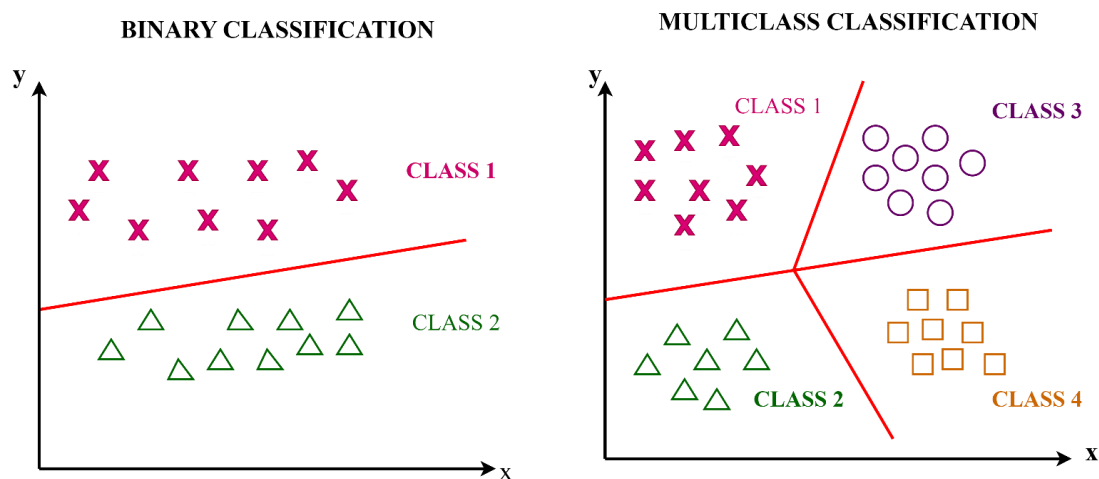 BINARY CLASSIFICATION
y
CLASS 1
CLASS 2
x
MULTICLASS CLASSIFICATION
y
CLASS 1
CLASS 3
CLASS 2
CLASS 4
x